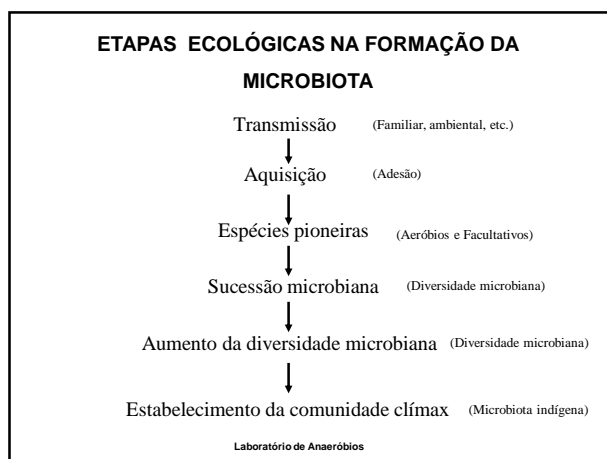 ETAPAS ECOLÓGICAS NA FORMAÇÃO DA
MICROBIOTA
Transmissão (Familiar, ambiental, etc.)
Aquisição (Adesão)
Espécies pioneiras (Aeróbios e Facultativos)
Sucessão microbiana (Diversidade microbiana)
Aumento da diversidade microbiana (Diversidade microbiana)
Estabelecimento da comunidade clímax (Microbiota indígena)
Laboratório de Anaeróbios